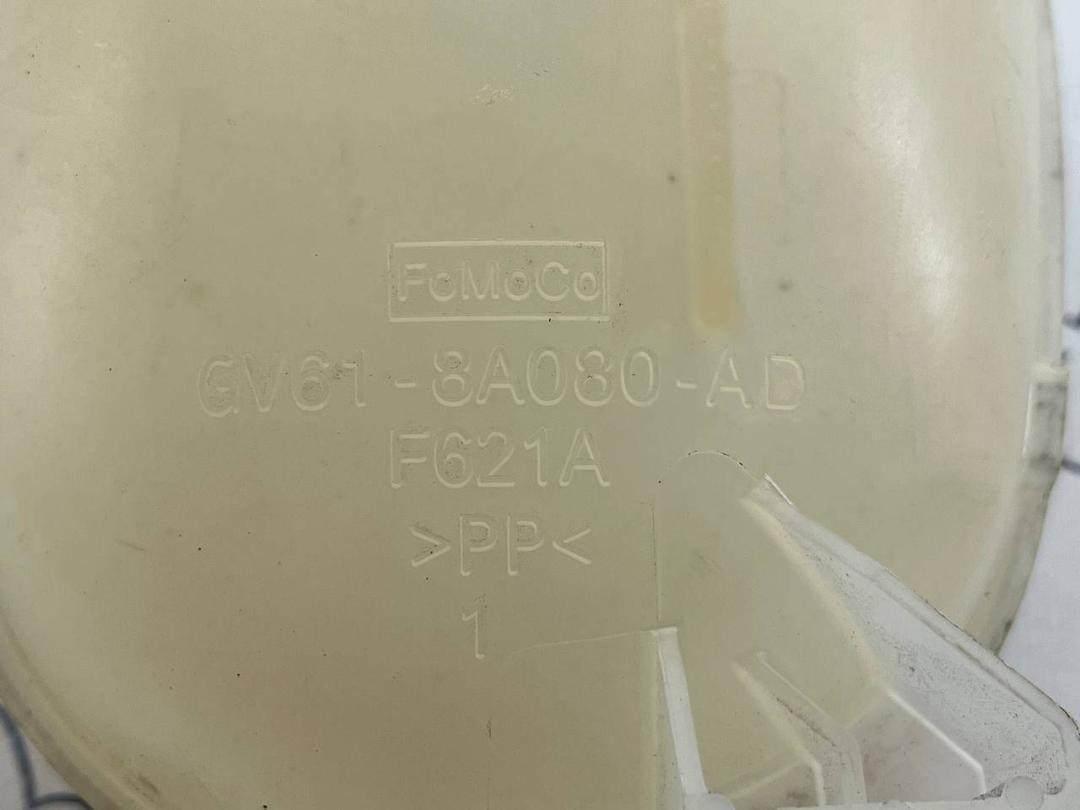 FoMoCo
GV61-8A080-AD
F621A
>PP<
1